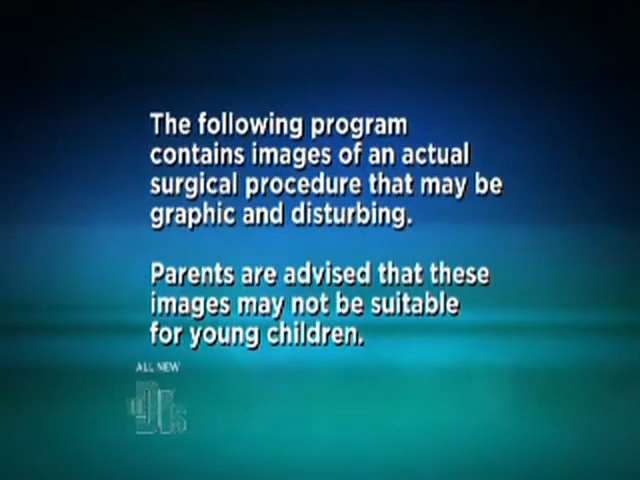 The following program
contains images of an actual
surgical procedure that may be
graphic and disturbing.
Parents are advised that these
images may not be suitable
for young children.
ALL NEW